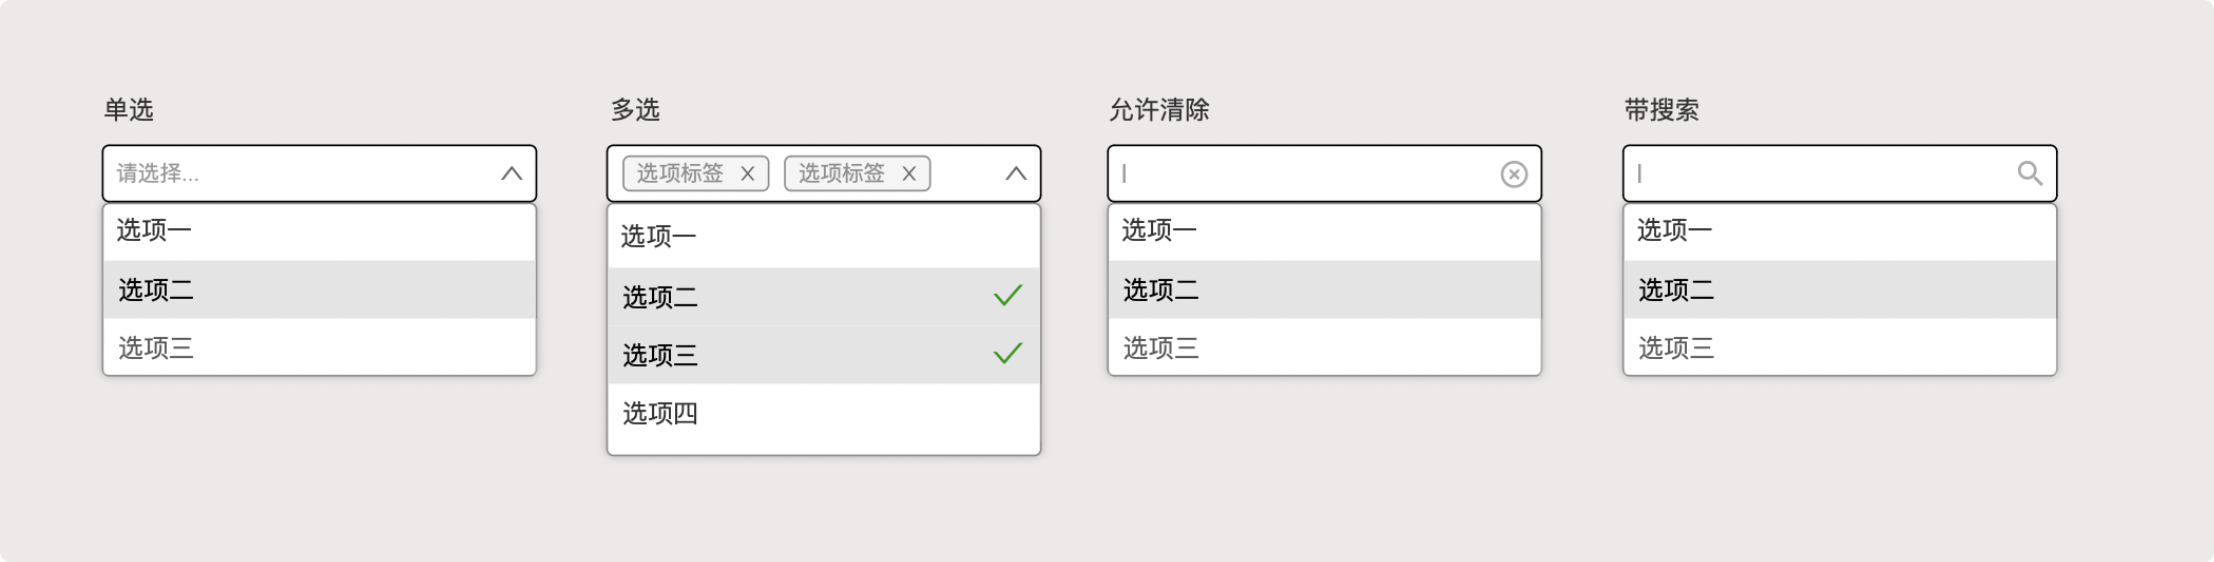 单选
请选择...
选项一
选项二
选项三
多选
选项标签 X 选项标签 X
选项一
选项二
选项三
选项四
允许清除
选项一
选项二
选项三
带搜索
选项一
选项二
选项三